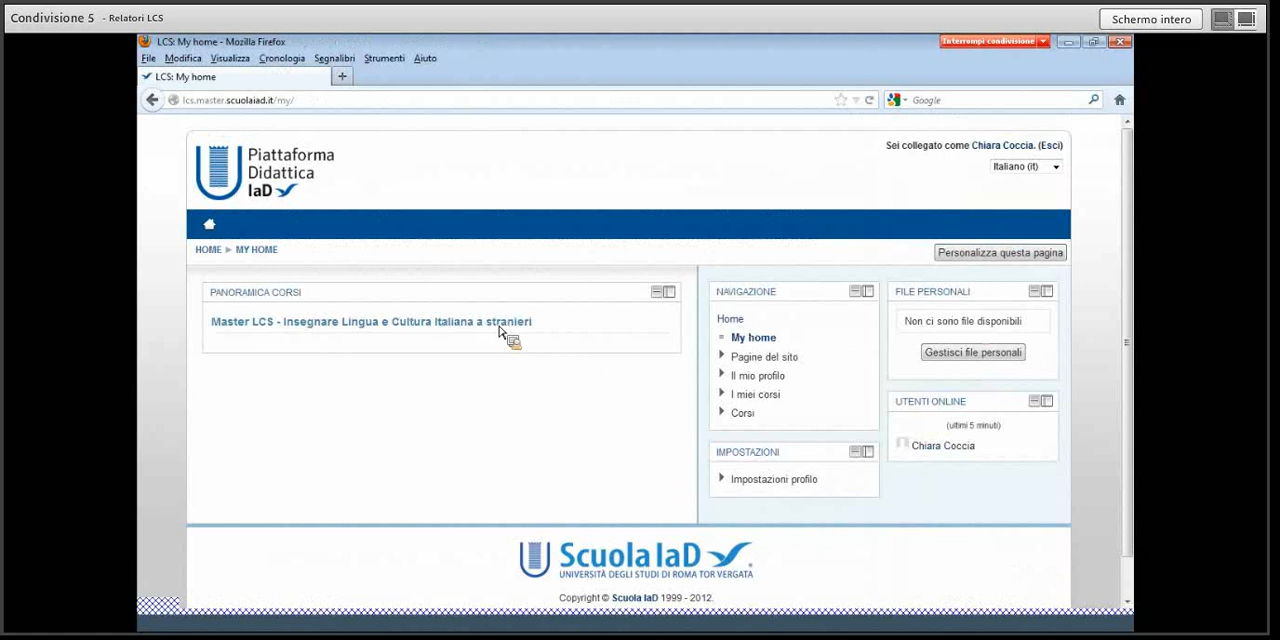 Condivisione 5 - Relatori LCS
Schermo intero
LCS: My home - Mozilla Firefox
Interrompi condivisione
File Modifica Visualizza Cronologia Segnalibri Strumenti Aiuto
LCS: My home
lcs.master.scuolaiad.it/my/
Google
Piattaforma
Didattica
IaD
Sei collegato come Chiara Coccia. (Esci)
Italiano (it)
HOME ► MY HOME
Personalizza questa pagina
PANORAMICA CORSI
Master LCS - Insegnare Lingua e Cultura Italiana a stranieri
NAVIGAZIONE
Home
My home
Pagine del sito
Il mio profilo
I miei corsi
Corsi
IMPOSTAZIONI
Impostazioni profilo
FILE PERSONALI
Non ci sono file disponibili
Gestisci file personali
UTENTI ONLINE
(ultimi 5 minuti)
Chiara Coccia
Scuola IaD
UNIVERSITÀ DEGLI STUDI DI ROMA TOR VERGATA
Copyright © Scuola IaD 1999 - 2012.